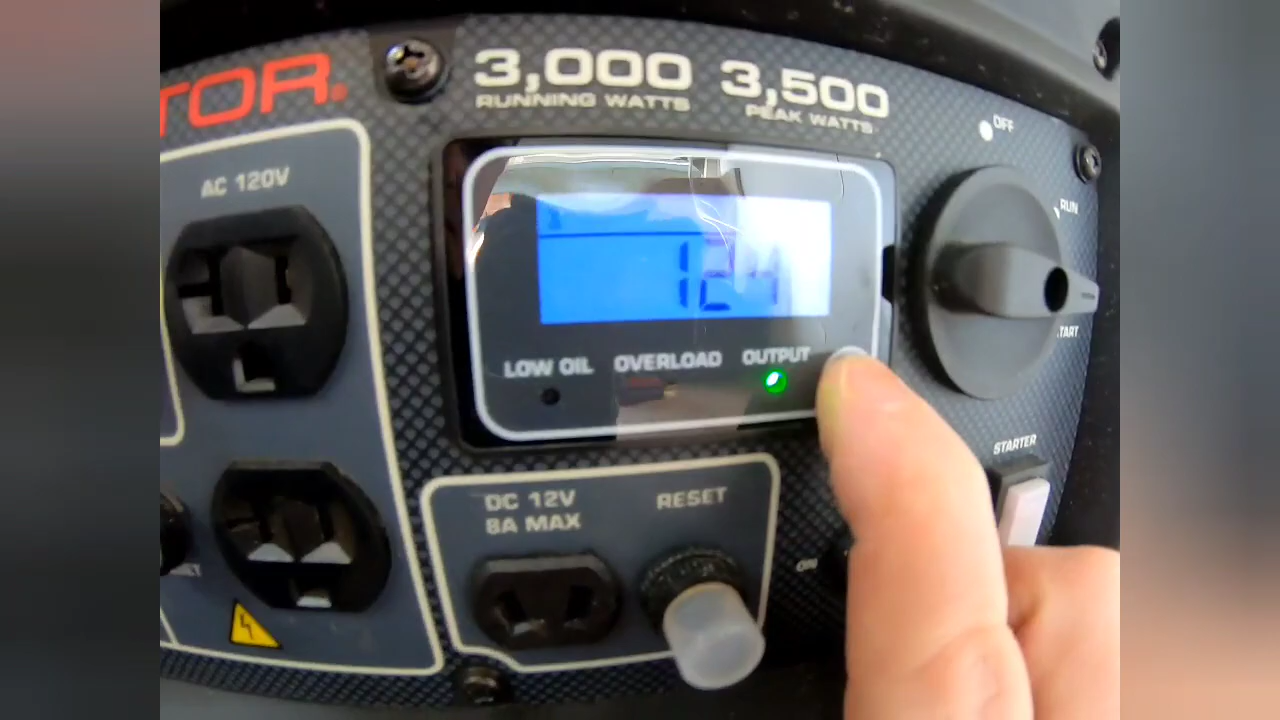 TOR®
3,000
RUNNING WATTS
3,500
PEAK WATTS
AC 120V
124
LOW OIL
OVERLOAD
OUTPUT
OFF
RUN
STARTER
DC 12V
8A MAX
RESET
ON